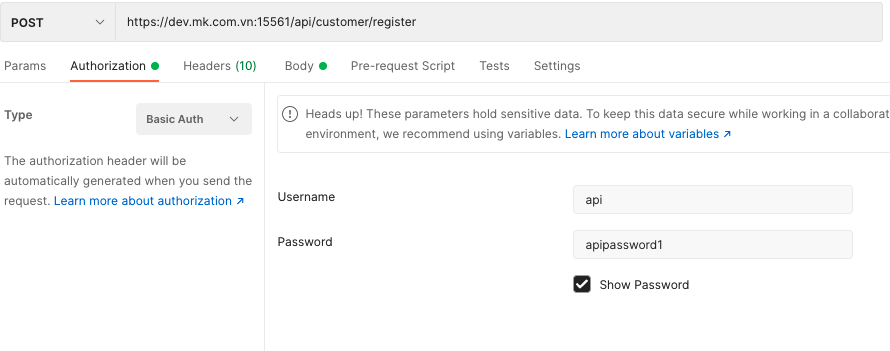 POST https://dev.mk.com.vn:15561/api/customer/register
Params Authorization Headers (10) Body Pre-request Script Tests Settings
Type Basic Auth
The authorization header will be
automatically generated when you send the
request. Learn more about authorization ↗
Heads up! These parameters hold sensitive data. To keep this data secure while working in a collaborat
environment, we recommend using variables. Learn more about variables ↗
Username api
Password apipassword1
Show Password